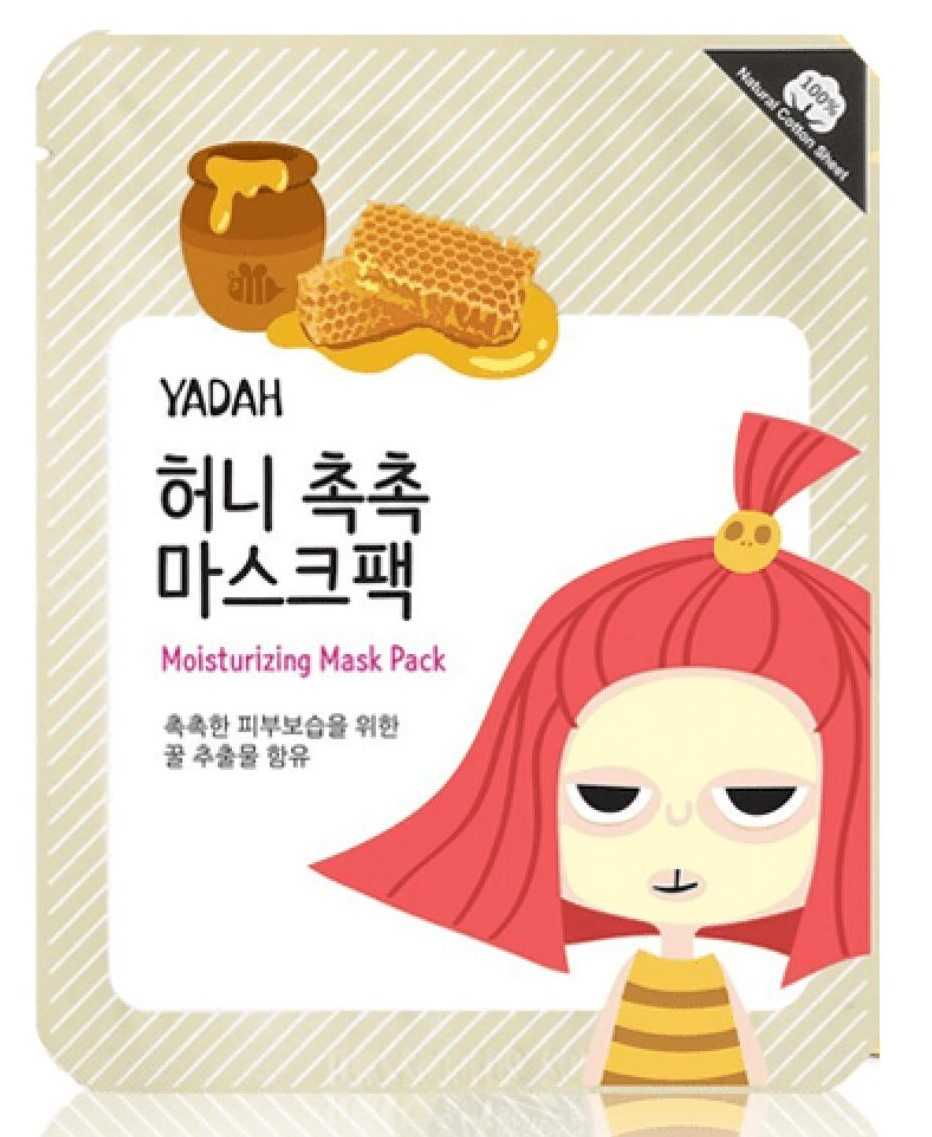 100%
Natural Cotton Sheet
YADAH
허니 촉촉
마스크팩
Moisturizing Mask Pack
촉촉한 피부보습을 위한
꿀 추출물 함유